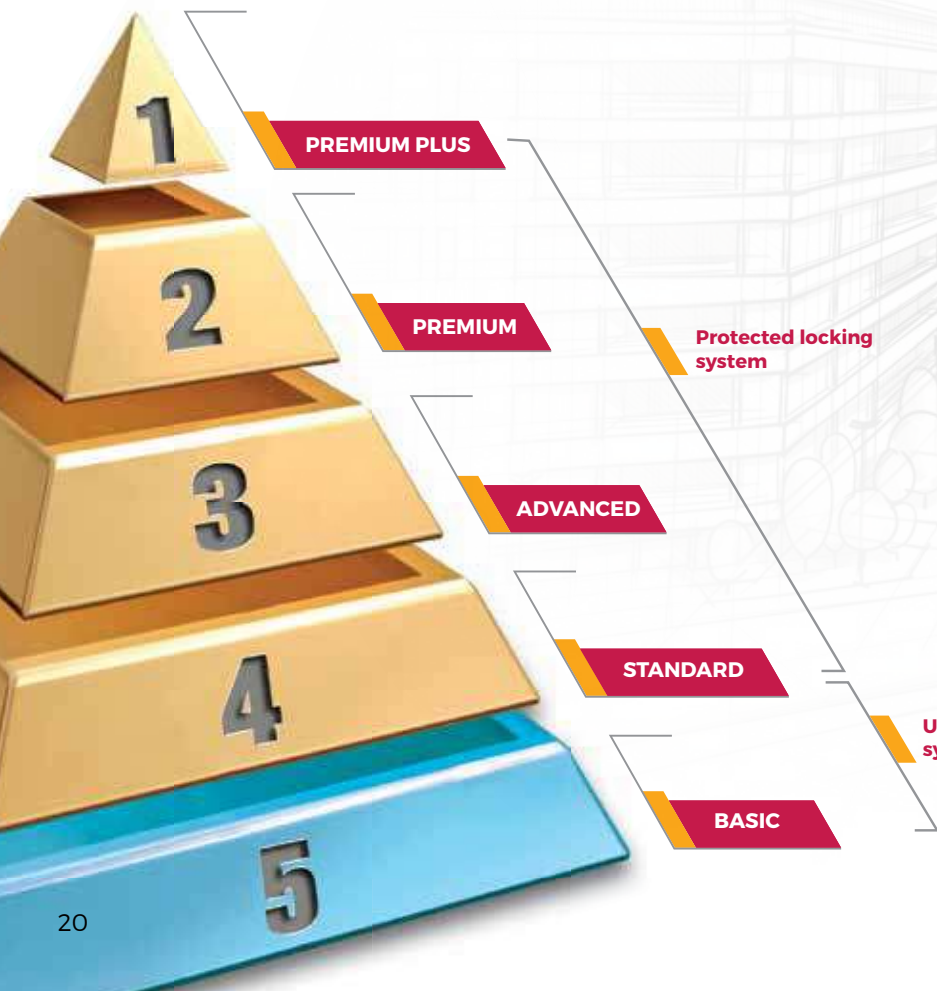 1
PREMIUM PLUS
2
PREMIUM
Protected locking
system
3
ADVANCED
4
STANDARD
5
BASIC
20